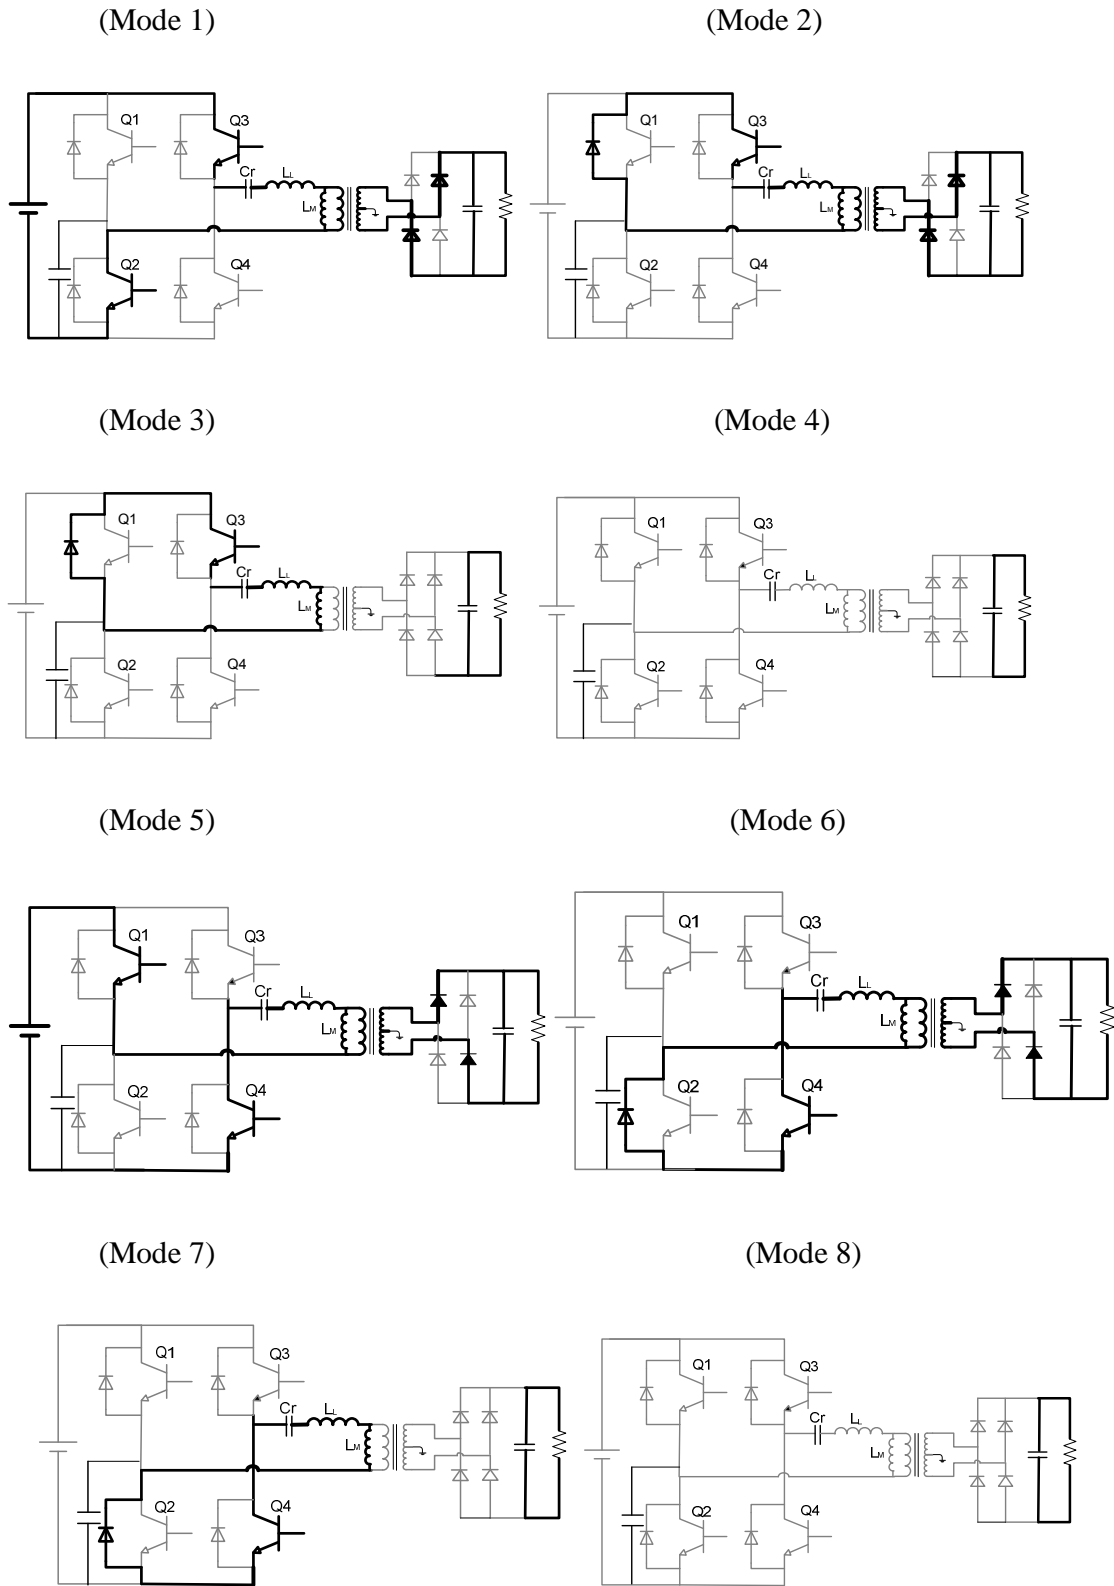 (Mode 1)
(Mode 2)
Q1
Q3
Cr
LL
LM
Q2
Q4
Q1
Q3
Cr
LL
LM
Q2
Q4
(Mode 3)
(Mode 4)
Q1
Q3
Cr
LL
LM
Q2
Q4
Q1
Q3
Cr
LL
LM
Q2
Q4
(Mode 5)
(Mode 6)
Q1
Q3
Cr
LL
LM
Q2
Q4
Q1
Q3
Cr
LL
LM
Q2
Q4
(Mode 7)
(Mode 8)
Q1
Q3
Cr
LL
LM
Q2
Q4
Q1
Q3
Cr
LL
LM
Q2
Q4